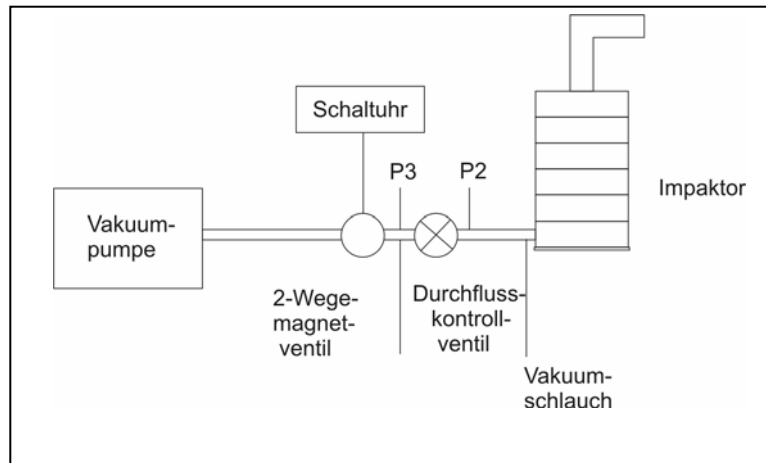 Schaltuhr
P3
P2
Impaktor
Vakuum-
pumpe
2-Wege-
magnet-
ventil
Durchfluss-
kontroll-
ventil
Vakuum-
schlauch